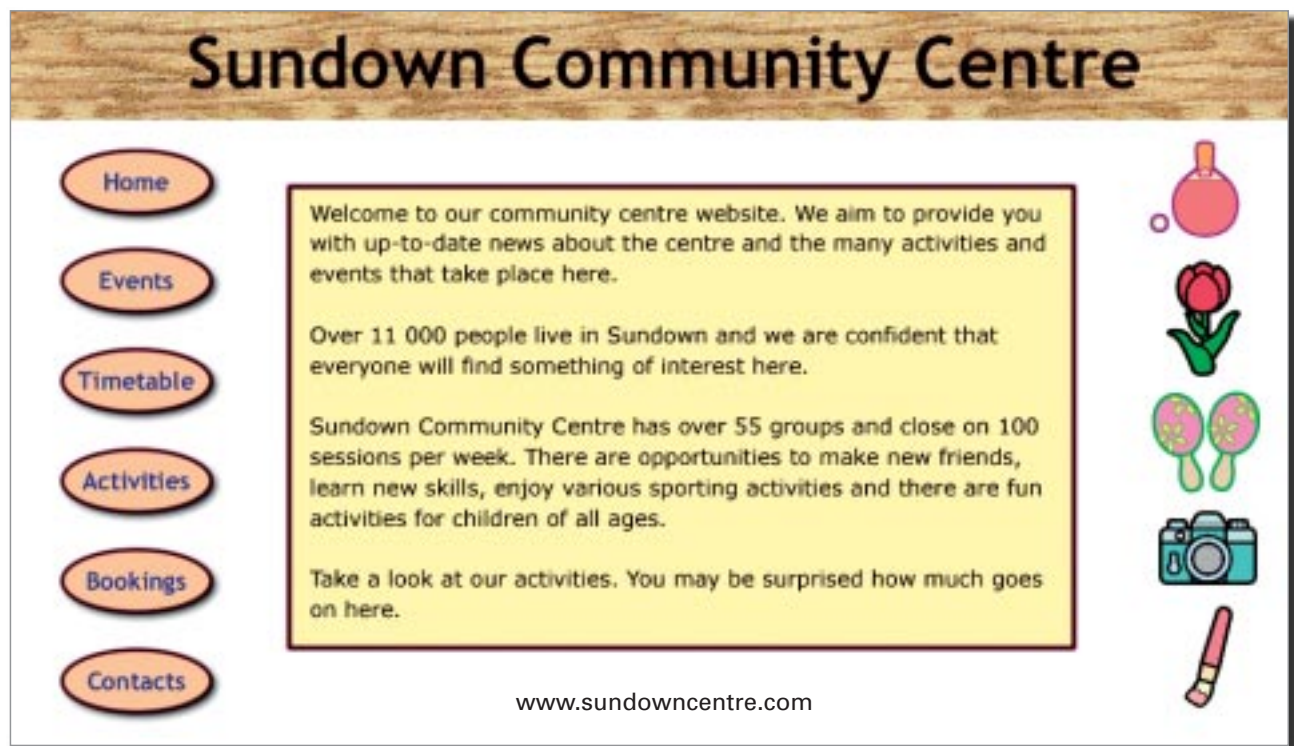 Sundown Community Centre
Home
Events
Timetable
Activities
Bookings
Contacts
Welcome to our community centre website. We aim to provide you
with up-to-date news about the centre and the many activities and
events that take place here.
Over 11 000 people live in Sundown and we are confident that
everyone will find something of interest here.
Sundown Community Centre has over 55 groups and close on 100
sessions per week. There are opportunities to make new friends,
learn new skills, enjoy various sporting activities and there are fun
activities for children of all ages.
Take a look at our activities. You may be surprised how much goes
on here.
www.sundowncentre.com